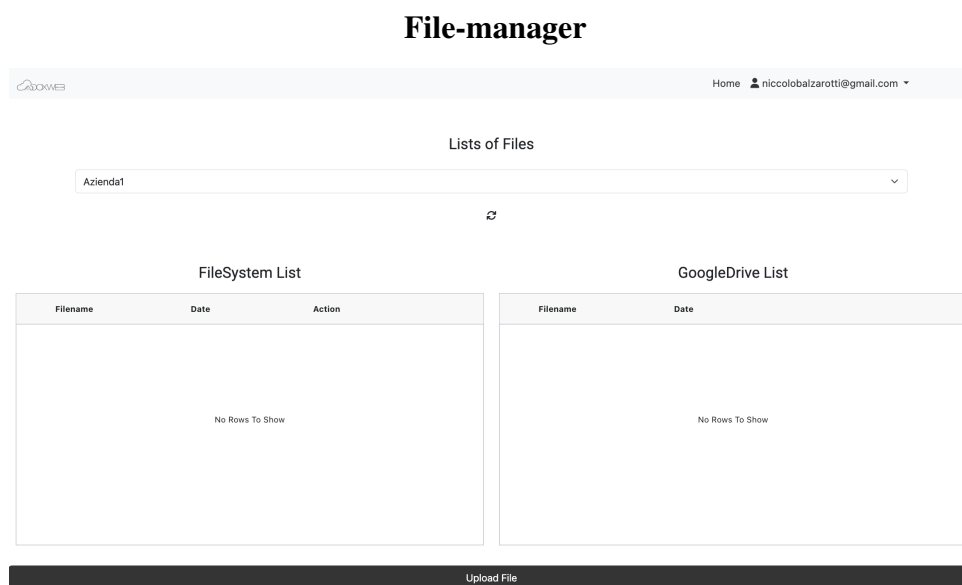 File-manager
DOXWEB
Home niccolobalzarotti@gmail.com
Lists of Files
Azienda1
FileSystem List
GoogleDrive List
Filename Date Action
Filename Date
No Rows To Show
No Rows To Show
Upload File